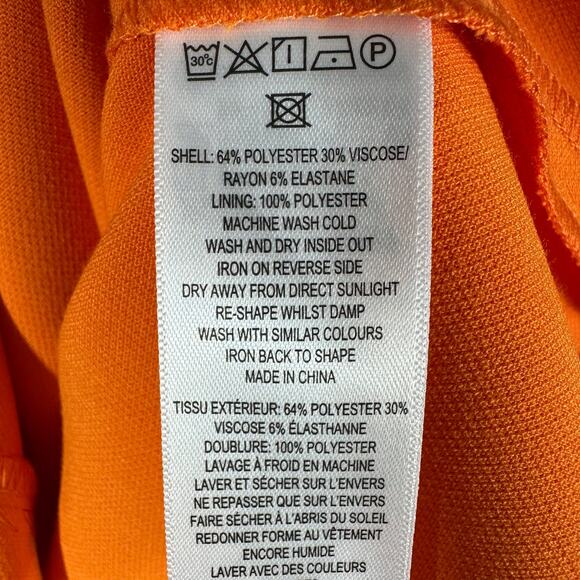 30°C P
SHELL: 64% POLYESTER 30% VISCOSE/
RAYON 6% ELASTANE
LINING: 100% POLYESTER
MACHINE WASH COLD
WASH AND DRY INSIDE OUT
IRON ON REVERSE SIDE
DRY AWAY FROM DIRECT SUNLIGHT
RE-SHAPE WHILST DAMP
WASH WITH SIMILAR COLOURS
IRON BACK TO SHAPE
MADE IN CHINA
TISSU EXTÉRIEUR: 64% POLYESTER 30%
VISCOSE 6% ÉLASTHANNE
DOUBLURE: 100% POLYESTER
LAVAGE À FROID EN MACHINE
LAVER ET SÉCHER SUR L'ENVERS
NE REPASSER QUE SUR L'ENVERS
FAIRE SÉCHER À L'ABRIS DU SOLEIL
REDONNER FORME AU VÊTEMENT
ENCORE HUMIDE
LAVER AVEC DES COULEURS